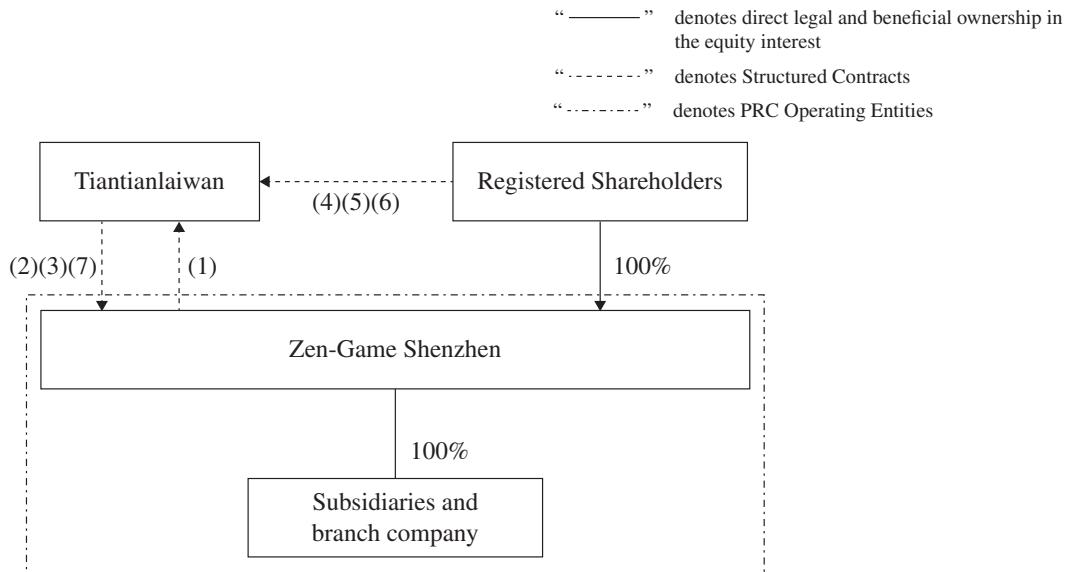 “ ——— ” denotes direct legal and beneficial ownership in
the equity interest
“ - - - - - ” denotes Structured Contracts
“ - · - · - · - ” denotes PRC Operating Entities
Tiantianlaiwan
Registered Shareholders
(4)(5)(6)
(2)(3)(7)
(1)
100%
Zen-Game Shenzhen
100%
Subsidiaries and
branch company